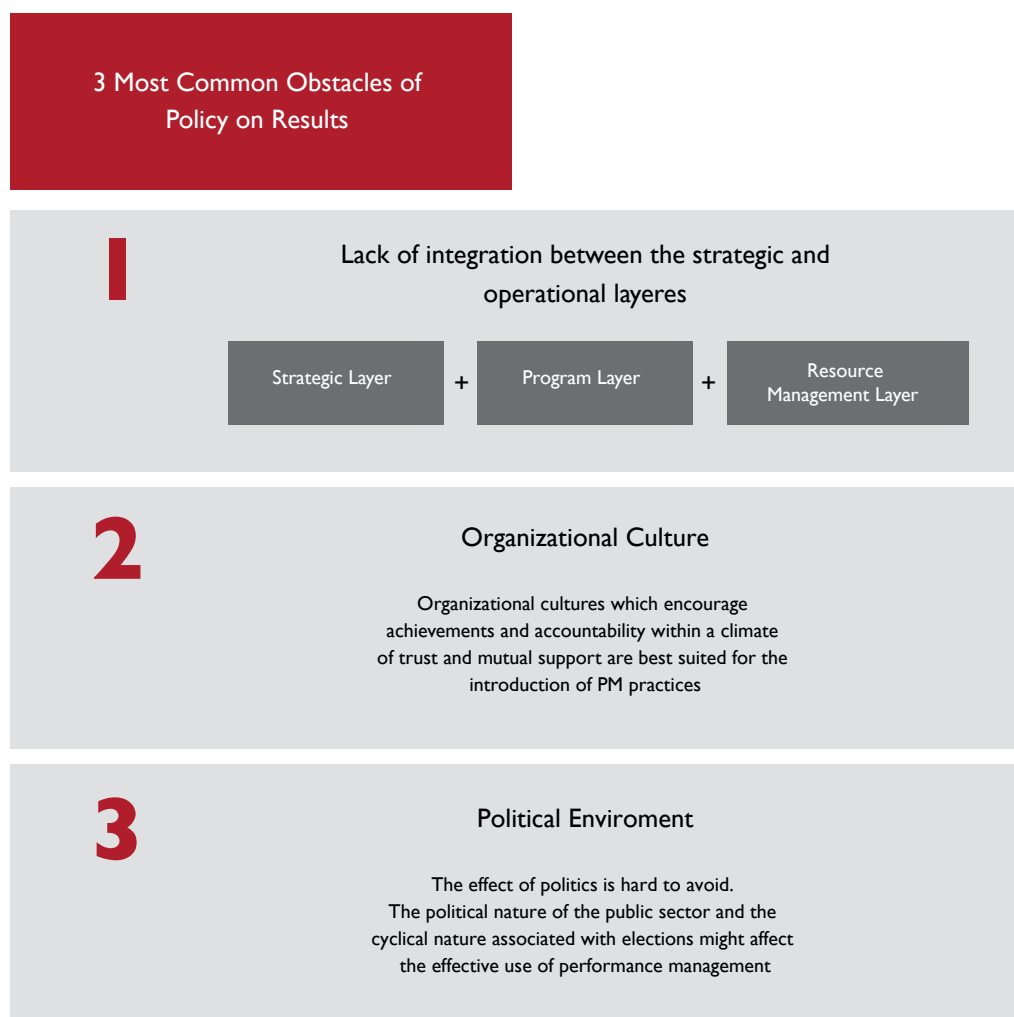 3 Most Common Obstacles of
Policy on Results
1
Lack of integration between the strategic and
operational layeres
Strategic Layer
+
Program Layer
+
Resource
Management Layer
2
Organizational Culture
Organizational cultures which encourage
achievements and accountability within a climate
of trust and mutual support are best suited for the
introduction of PM practices
3
Political Enviroment
The effect of politics is hard to avoid.
The political nature of the public sector and the
cyclical nature associated with elections might affect
the effective use of performance management